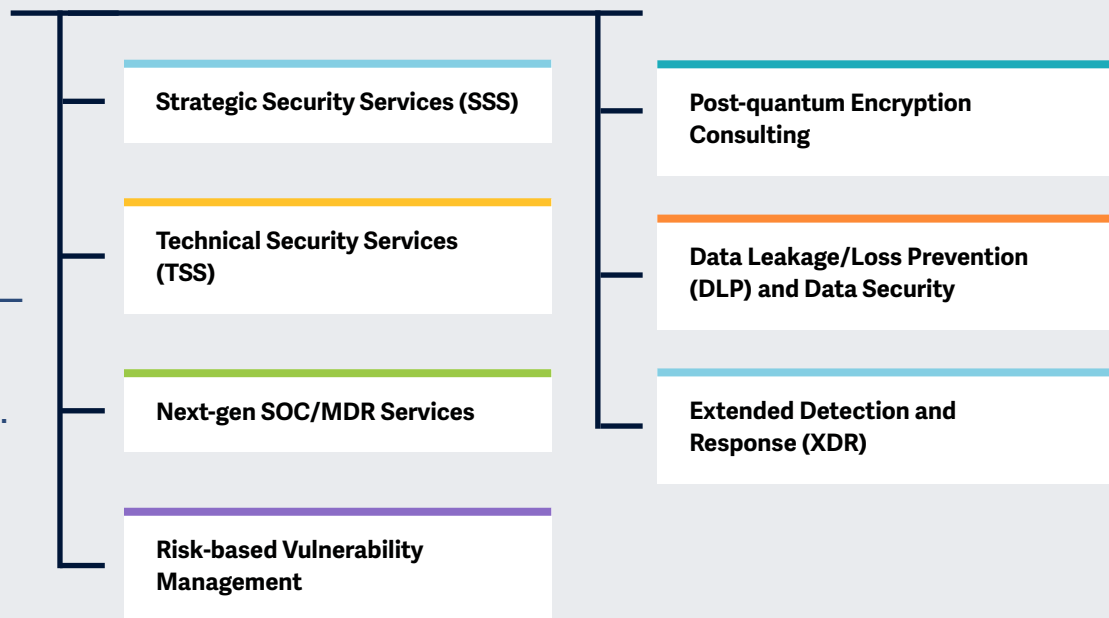 Strategic Security Services (SSS)
Technical Security Services
(TSS)
Next-gen SOC/MDR Services
Risk-based Vulnerability
Management
Post-quantum Encryption
Consulting
Data Leakage/Loss Prevention
(DLP) and Data Security
Extended Detection and
Response (XDR)